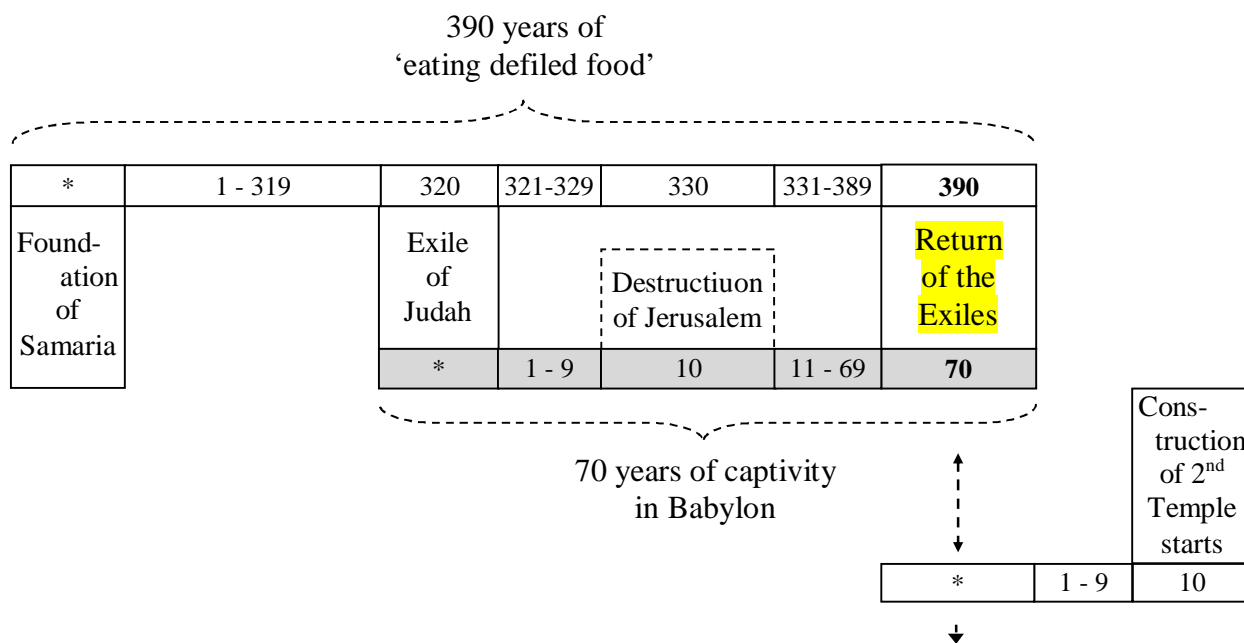 390 years of
‘eating defiled food’
* 1 - 319 320 321-329 330 331-389 390
Found-
ation
of
Samaria
Exile
of
Judah
Destructiuon
of Jerusalem
Return
of the
Exiles
* 1 - 9 10 11 - 69 70
70 years of captivity
in Babylon
Cons-
truction
of 2nd
Temple
starts
* 1 - 9 10